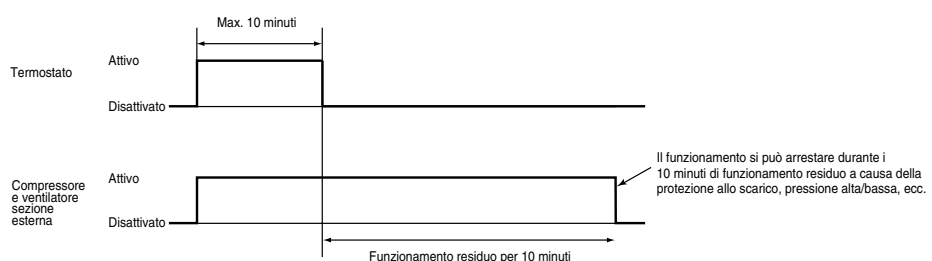 Max. 10 minuti
Termostato
Attivo
Disattivato
Compressore
e ventilatore
sezione
esterna
Attivo
Disattivato
Il funzionamento si può arrestare durante i
10 minuti di funzionamento residuo a causa della
protezione allo scarico, pressione alta/bassa, ecc.
Funzionamento residuo per 10 minuti